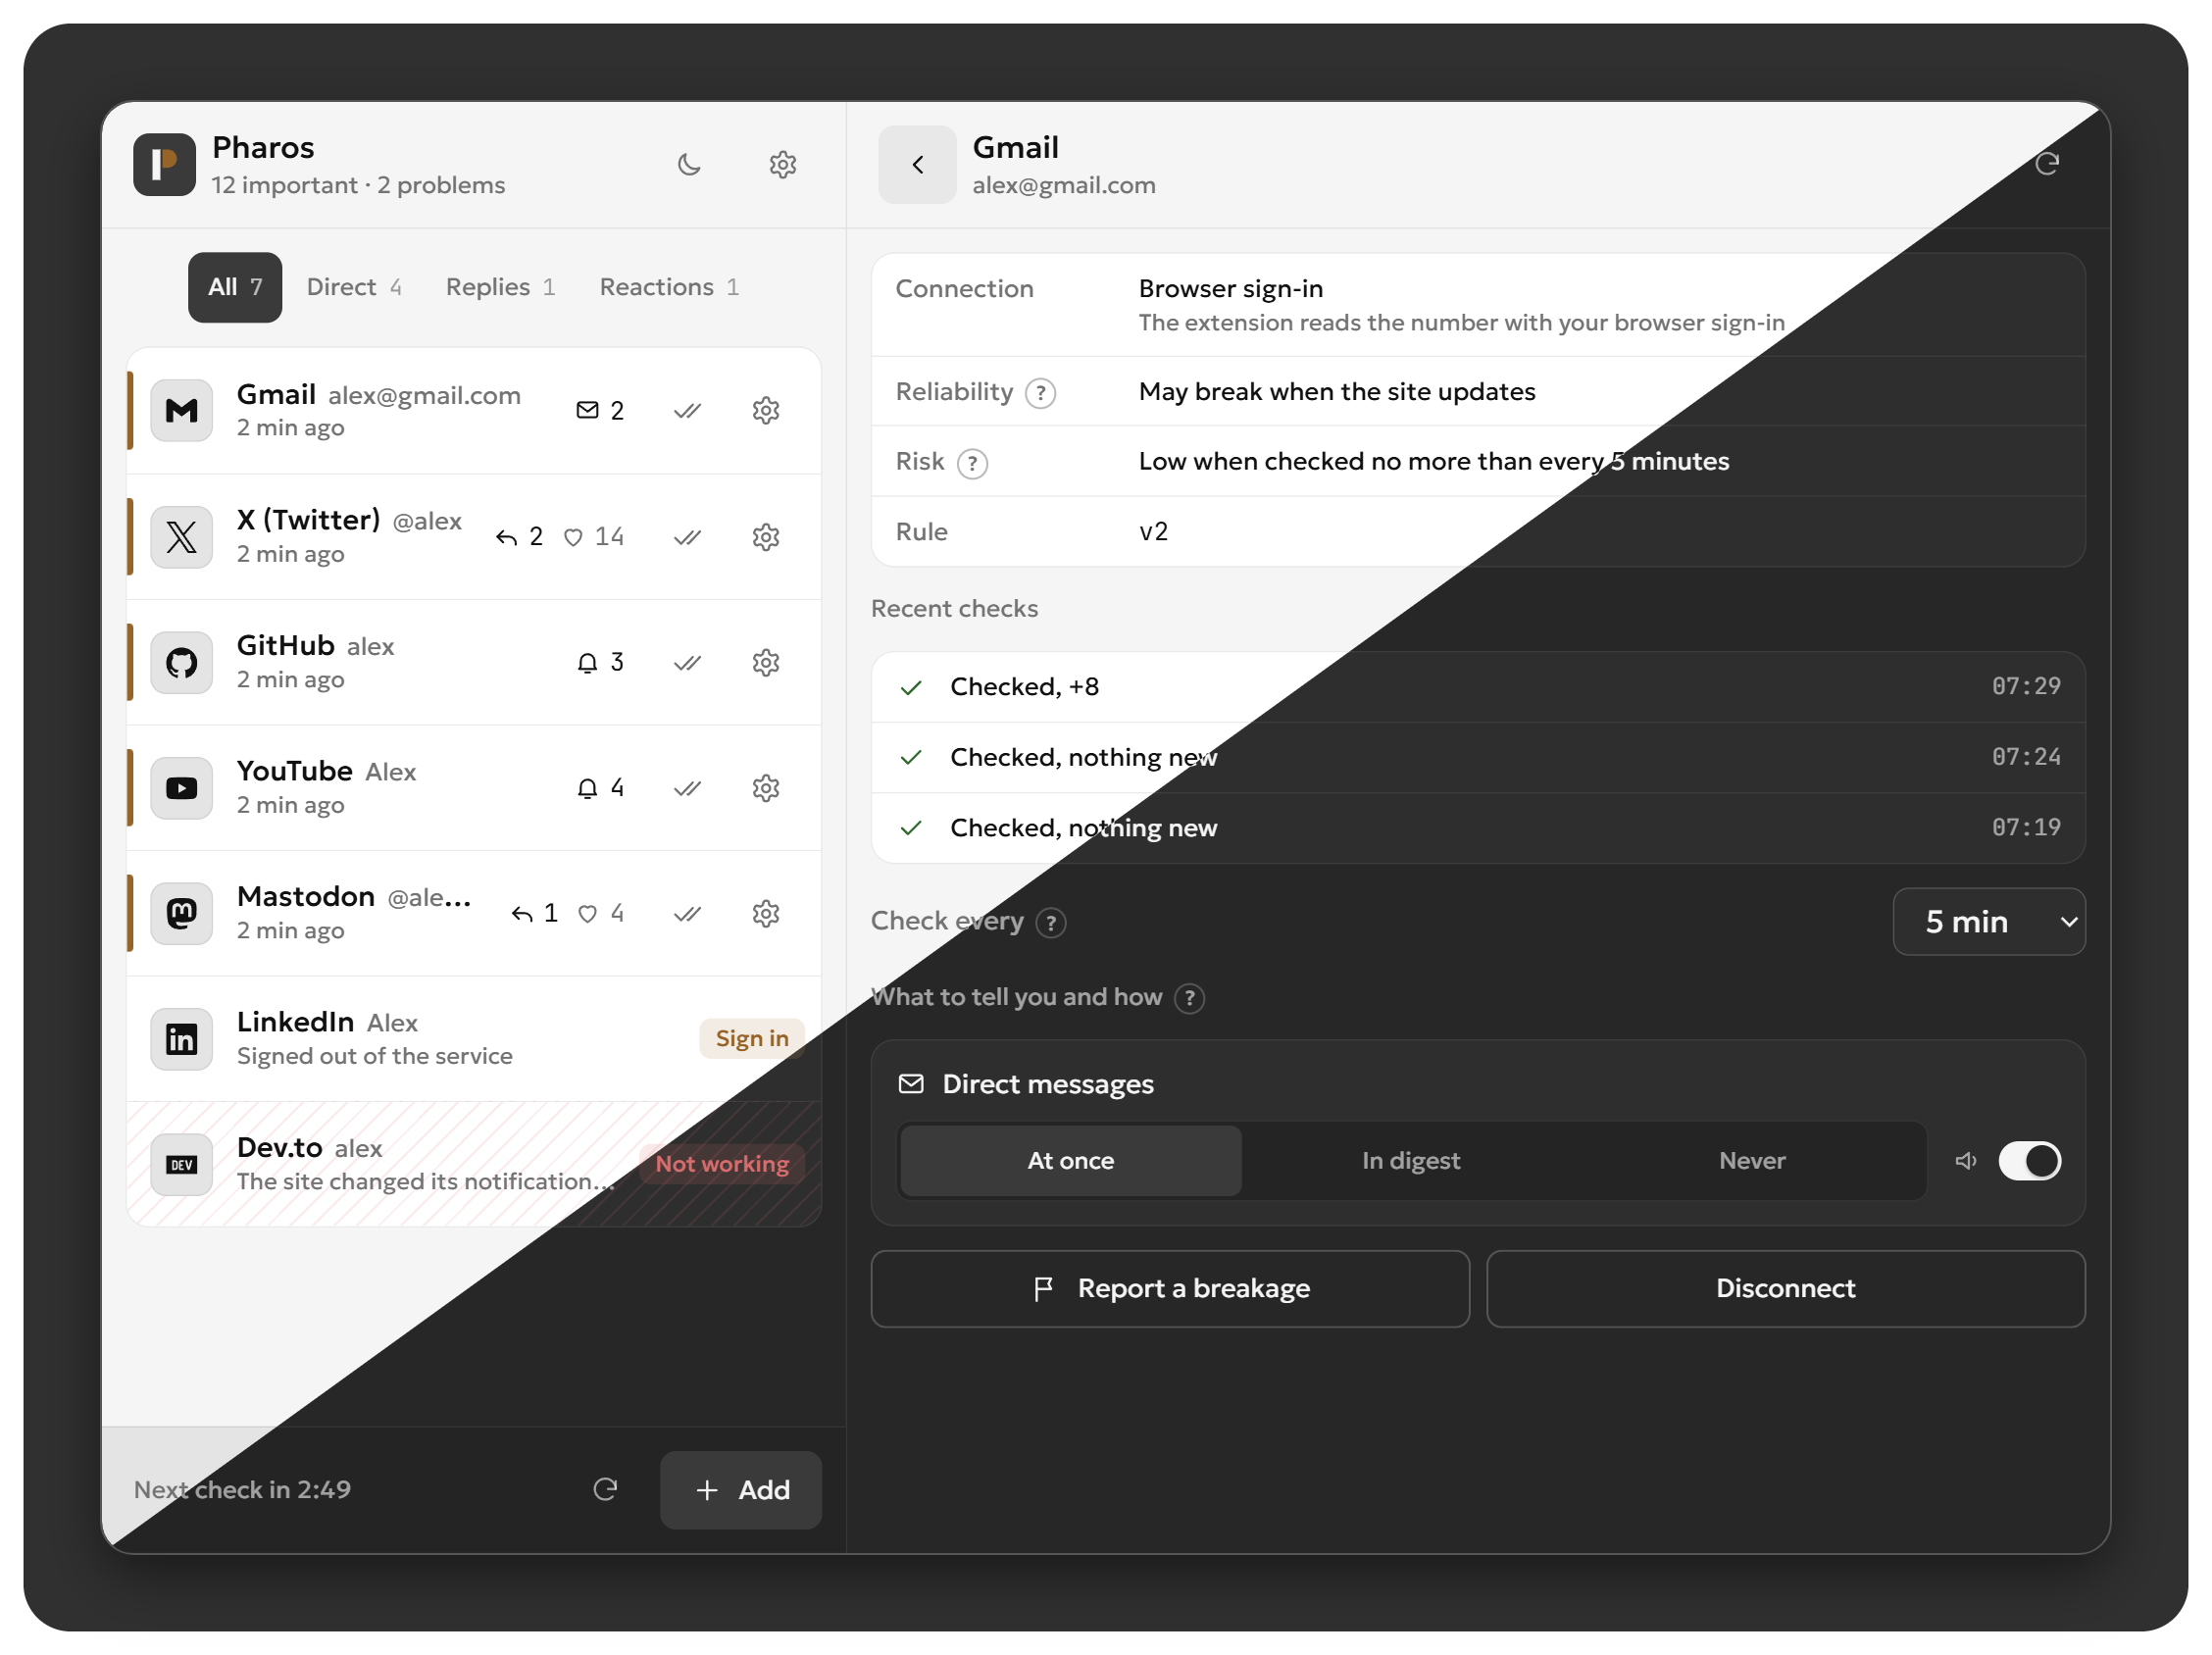 Pharos
12 important · 2 problems
All 7 Direct 4 Replies 1 Reactions 1
Gmail alex@gmail.com 2
2 min ago
X (Twitter) @alex 2 14
2 min ago
GitHub alex 3
2 min ago
YouTube Alex 4
2 min ago
Mastodon @ale... 1 4
2 min ago
LinkedIn Alex
Signed out of the service
Sign in
DEV
Dev.to alex
The site changed its notification...
Not working
Next check in 2:49
Add
Gmail
alex@gmail.com
Connection Browser sign-in
The extension reads the number with your browser sign-in
Reliability ? May break when the site updates
Risk ? Low when checked no more than every 5 minutes
Rule v2
Recent checks
Checked, +8 07:29
Checked, nothing new 07:24
Checked, nothing new 07:19
Check every ? 5 min
What to tell you and how ?
Direct messages
At once In digest Never
Report a breakage Disconnect